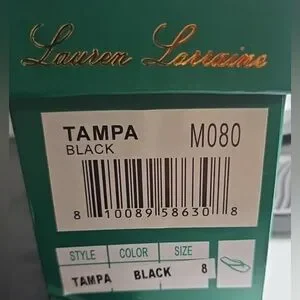 Lauren Lorraine
TAMPA M080
BLACK
8 10089 58630 8
STYLE COLOR SIZE
TAMPA BLACK 8